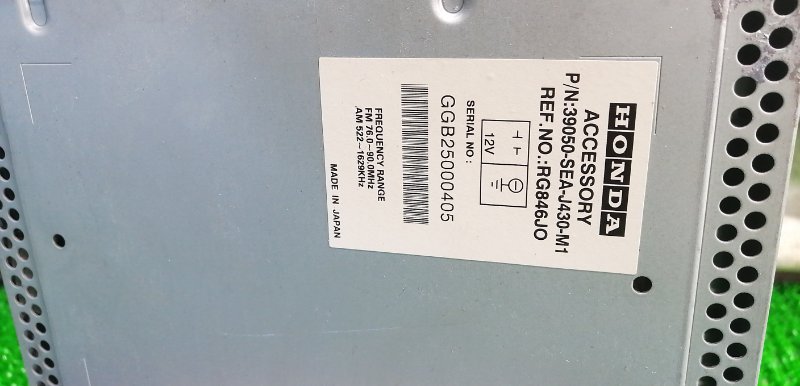 HONDA
ACCESSORY
P/N:39050-SEA-J430-M1
REF.NO.:RG846JO
12V
SERIAL NO :
GGB25000405
FREQUENCY RANGE
FM 76.0~90.0MHz
AM 522~1629KHz
MADE IN JAPAN